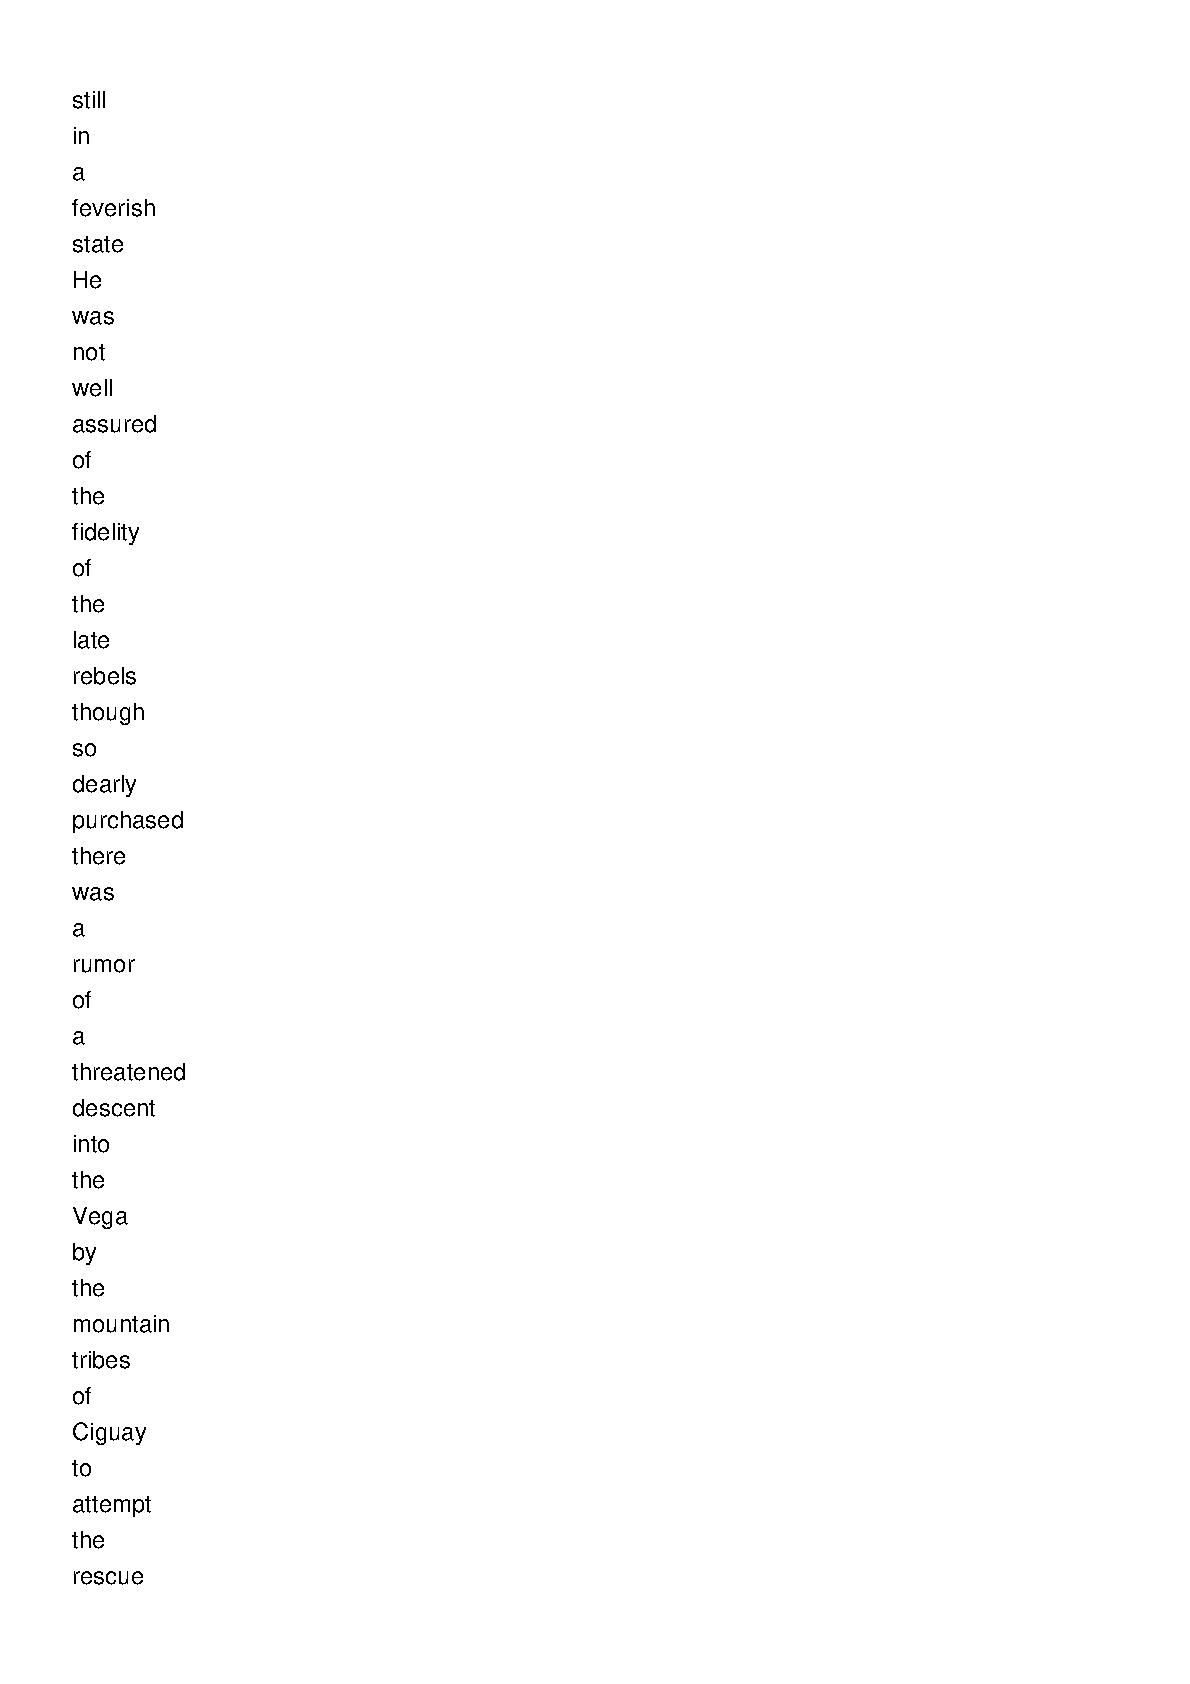 still
in
a
feverish
state
He
was
not
well
assured
of
the
fidelity
of
the
late
rebels
though
so
dearly
purchased
there
was
a
rumor
of
a
threatened
descent
into
the
Vega
by
the
mountain
tribes
of
Ciguay
to
attempt
the
rescue